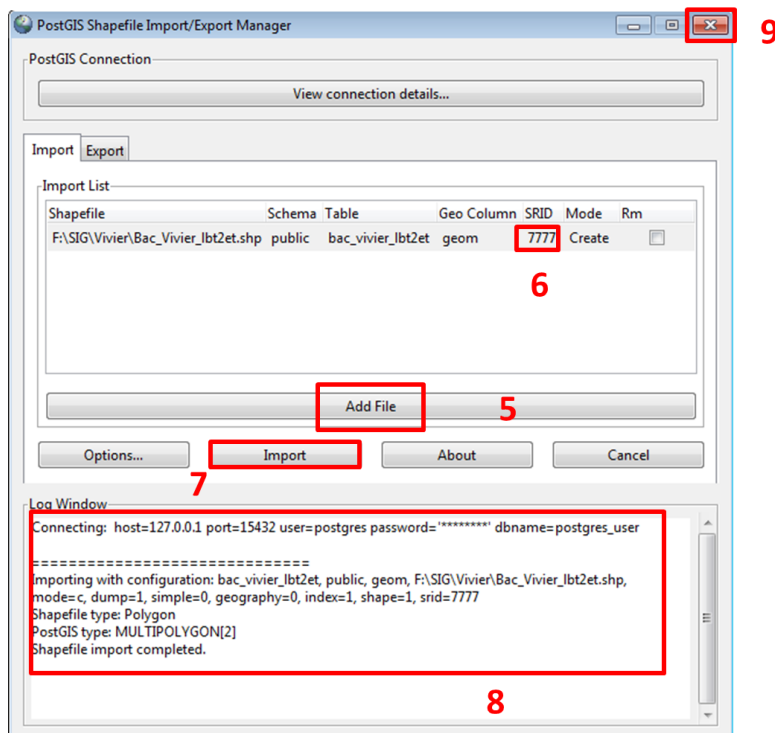 PostGIS Shapefile Import/Export Manager
9
PostGIS Connection
View connection details...
Import Export
Import List
Shapefile Schema Table Geo Column SRID Mode Rm
F:\SIG\Vivier\Bac_Vivier_lbt2et.shp public bac_vivier_lbt2et geom 7777 Create
6
Add File
5
Options... Import About Cancel
7
Log Window
Connecting: host=127.0.0.1 port=15432 user=postgres password='********' dbname=postgres_user
==============================
Importing with configuration: bac_vivier_lbt2et, public, geom, F:\SIG\Vivier\Bac_Vivier_lbt2et.shp,
mode=c, dump=1, simple=0, geography=0, index=1, shape=1, srid=7777
Shapefile type: Polygon
PostGIS type: MULTIPOLYGON[2]
Shapefile import completed.
8